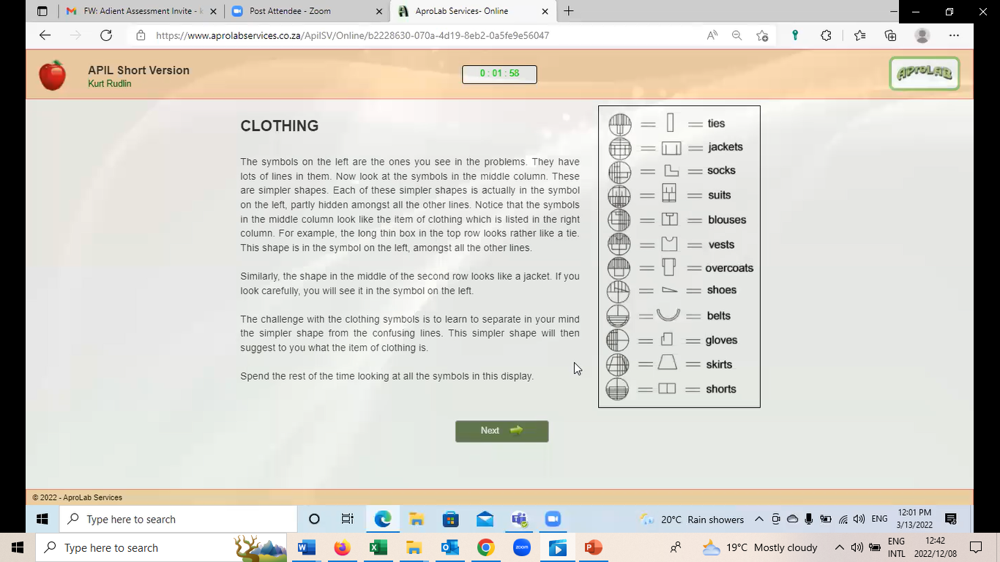 FW: Adient Assessment Invite - k
Post Attendee - Zoom
AproLab Services- Online
https://www.aprolabservices.co.za/ApilSV/Online/b2228630-070a-4d19-8eb2-0a5fe9e56047
APIL Short Version
Kurt Rudlin
0 : 01 : 58
AProLAB
CLOTHING
The symbols on the left are the ones you see in the problems. They have
lots of lines in them. Now look at the symbols in the middle column. These
are simpler shapes. Each of these simpler shapes is actually in the symbol
on the left, partly hidden amongst all the other lines. Notice that the symbols
in the middle column look like the item of clothing which is listed in the right
column. For example, the long thin box in the top row looks rather like a tie.
This shape is in the symbol on the left, amongst all the other lines.
Similarly, the shape in the middle of the second row looks like a jacket. If you
look carefully, you will see it in the symbol on the left.
The challenge with the clothing symbols is to learn to separate in your mind
the simpler shape from the confusing lines. This simpler shape will then
suggest to you what the item of clothing is.
Spend the rest of the time looking at all the symbols in this display.
ties
jackets
socks
suits
blouses
vests
overcoats
shoes
belts
gloves
skirts
shorts
Next
© 2022 - AproLab Services
Type here to search
20°C Rain showers
ENG
12:01 PM
3/13/2022
Type here to search
zoom
19°C Mostly cloudy
ENG
INTL
12:42
2022/12/08